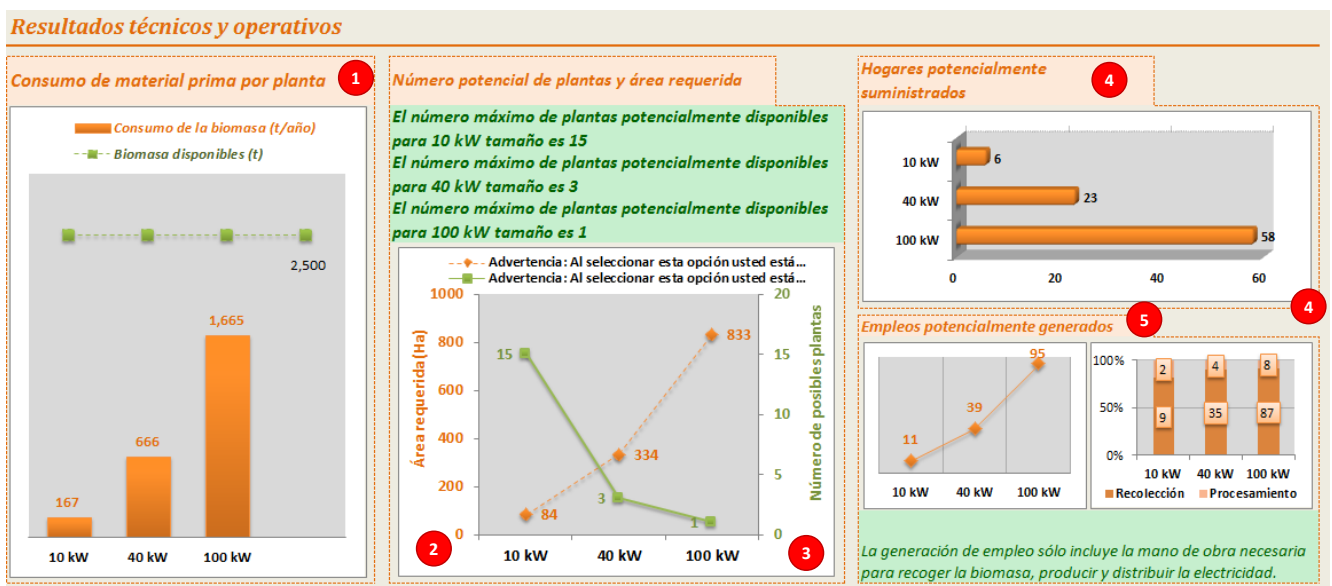 Resultados técnicos y operativos
Consumo de material prima por planta
1
Consumo de la biomasa (t/año)
Biomasa disponibles (t)
2,500
1,665
666
167
10 kW
40 kW
100 kW
Número potencial de plantas y área requerida
El número máximo de plantas potencialmente disponibles
para 10 kW tamaño es 15
El número máximo de plantas potencialmente disponibles
para 40 kW tamaño es 3
El número máximo de plantas potencialmente disponibles
para 100 kW tamaño es 1
Advertencia: Al seleccionar esta opción usted está...
Advertencia: Al seleccionar esta opción usted está...
Área requerida (Ha)
1000
800
600
400
200
0
15
3
1
84
334
833
20
15
10
5
0
Número de posibles plantas
10 kW
40 kW
100 kW
2
3
Hogares potencialmente
suministrados
4
10 kW
40 kW
100 kW
6
23
58
0
20
40
60
4
Empleos potencialmente generados
5
11
39
95
10 kW
40 kW
100 kW
100%
50%
0%
2
4
8
9
35
87
10 kW
40 kW
100 kW
Recolección
Procesamiento
La generación de empleo sólo incluye la mano de obra necesaria
para recoger la biomasa, producir y distribuir la electricidad.